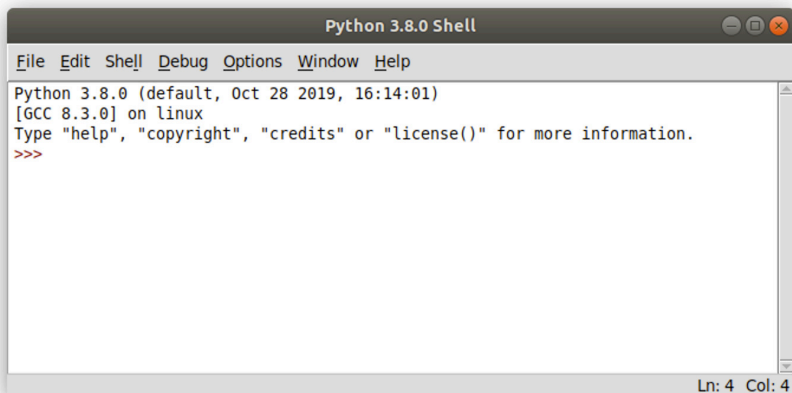 Python 3.8.0 Shell
File Edit Shell Debug Options Window Help
Python 3.8.0 (default, Oct 28 2019, 16:14:01)
[GCC 8.3.0] on linux
Type "help", "copyright", "credits" or "license()" for more information.
>>>
Ln: 4 Col: 4